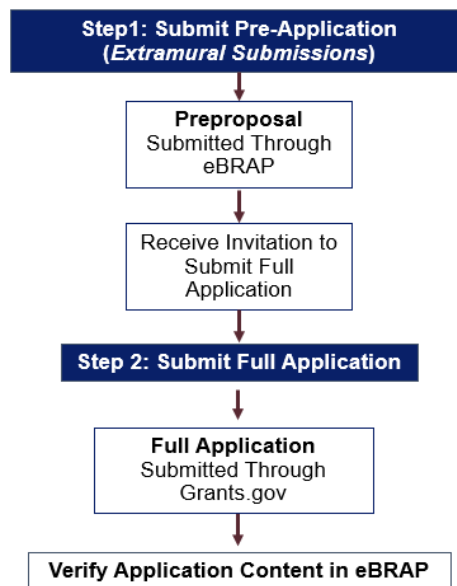 Step1: Submit Pre-Application
(Extramural Submissions)
Preproposal
Submitted Through
eBRAP
Receive Invitation to
Submit Full
Application
Step 2: Submit Full Application
Full Application
Submitted Through
Grants.gov
Verify Application Content in eBRAP